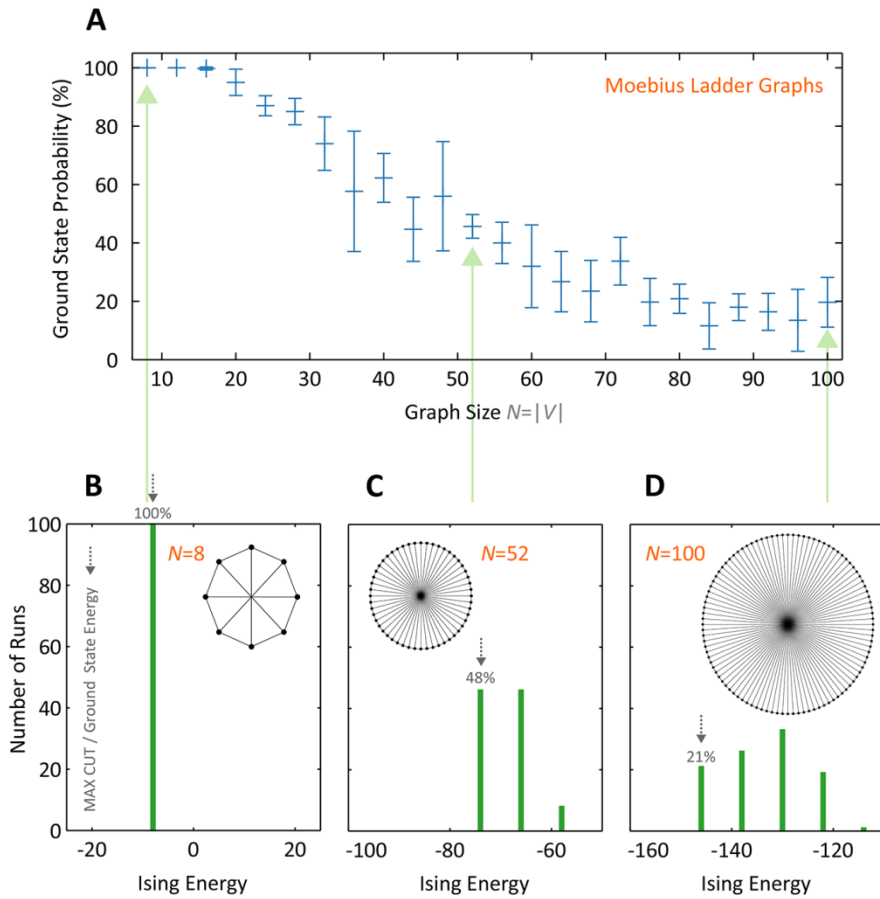 A
Ground State Probability (%)
100
80
60
40
20
0
Moebius Ladder Graphs
10 20 30 40 50 60 70 80 90 100
Graph Size N=|V|
B
100%
N=8
MAX CUT / Ground State Energy
Number of Runs
100
80
60
40
20
0
-20 0 20
Ising Energy
C
N=52
48%
-100 -80 -60
Ising Energy
D
N=100
21%
-160 -140 -120
Ising Energy